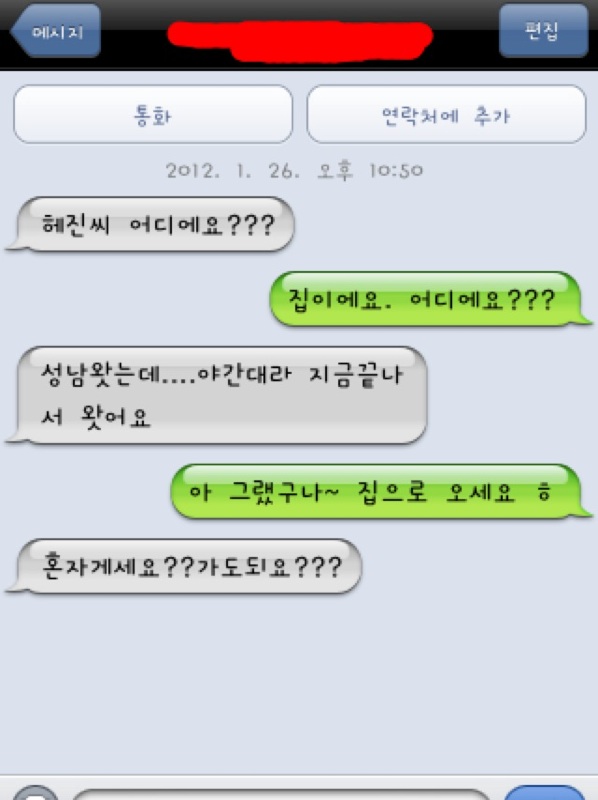 메시지
편집
통화
연락처에 추가
2012. 1. 26. 오후 10:50
혜진씨 어디에요???
집이에요. 어디에요???
성남왓는데....야간대라 지금끝나
서 왓어요
아 그랬구나~ 집으로 오세요 ㅎ
혼자게세요??가도되요???